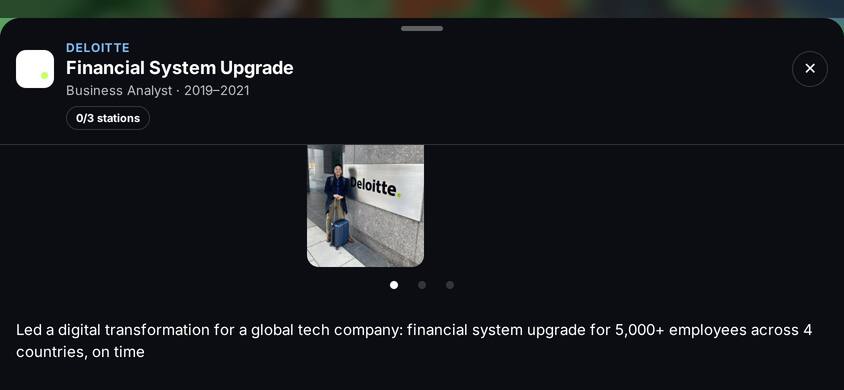 DELOITTE
Financial System Upgrade
Business Analyst · 2019–2021
0/3 stations
Deloitte.
Led a digital transformation for a global tech company: financial system upgrade for 5,000+ employees across 4
countries, on time